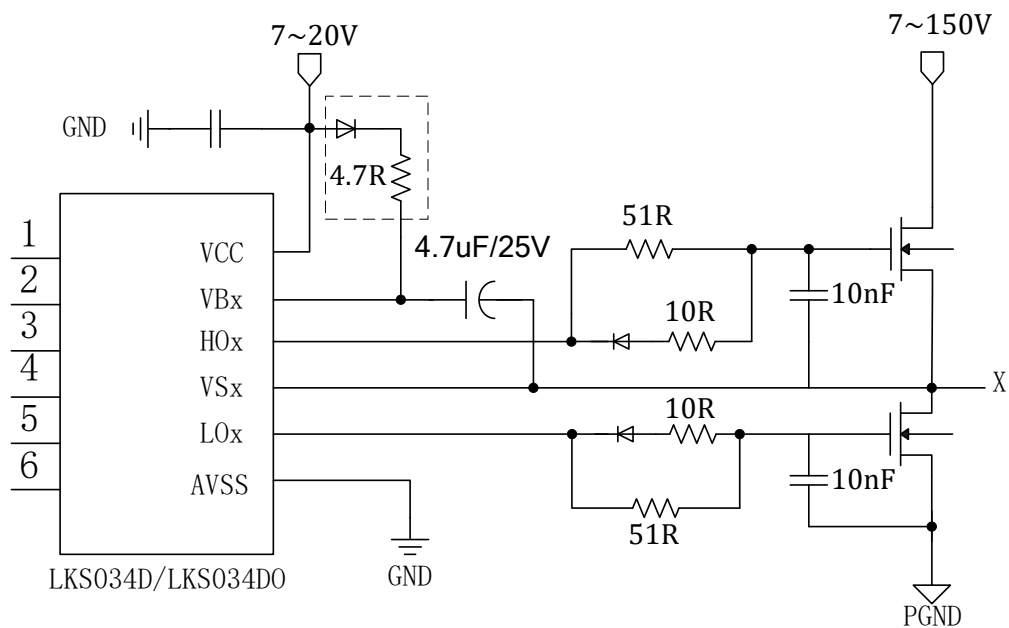 7~20V
7~150V
GND
4.7R
51R
1
VCC
4.7uF/25V
2
VBx
10nF
3
HOx
10R
4
VSx
X
10R
5
LOx
10nF
6
AVSS
51R
LKS034D/LKS034DO
GND
PGND